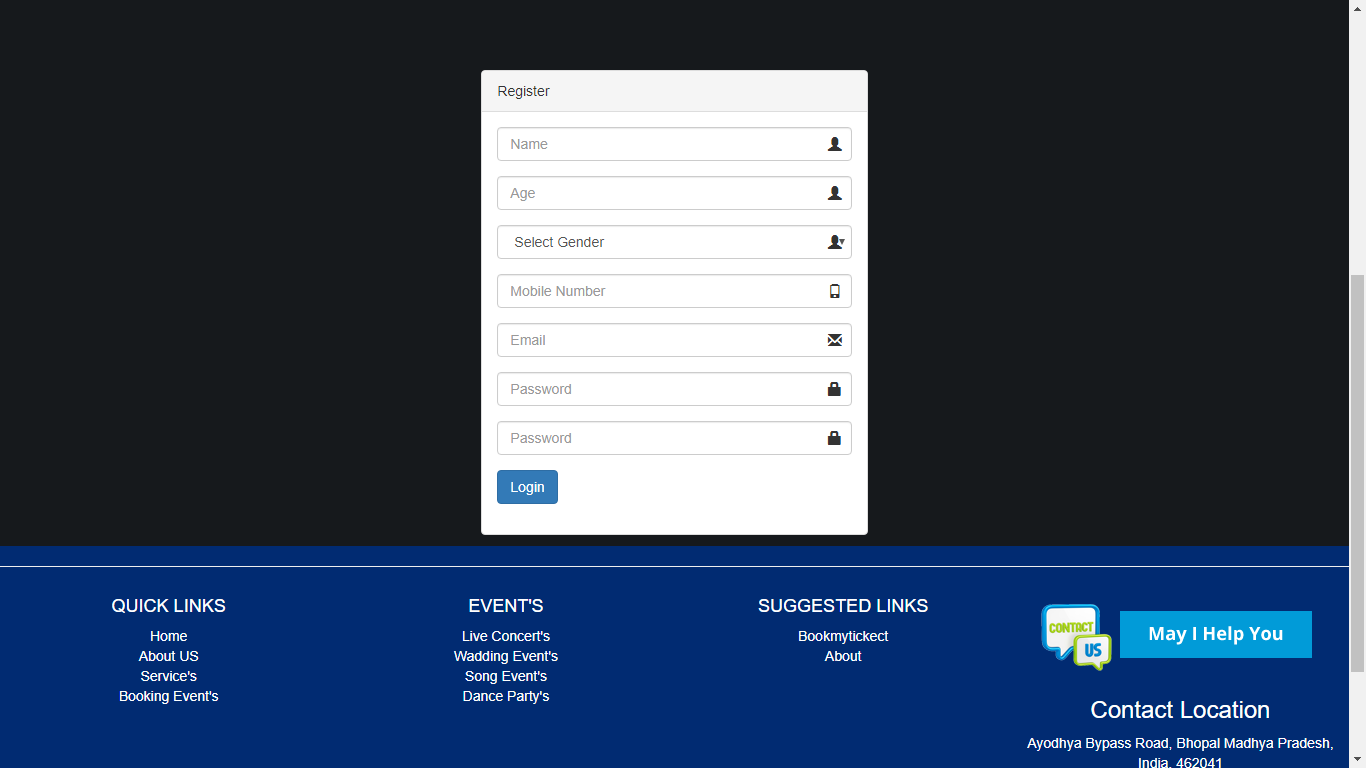 Register
Name
Age
Select Gender
Mobile Number
Email
Password
Password
Login
QUICK LINKS
Home
About US
Service's
Booking Event's
EVENT'S
Live Concert's
Wadding Event's
Song Event's
Dance Party's
SUGGESTED LINKS
Bookmytickect
About
CONTACT
US
May I Help You
Contact Location
Ayodhya Bypass Road, Bhopal Madhya Pradesh,
India, 462041